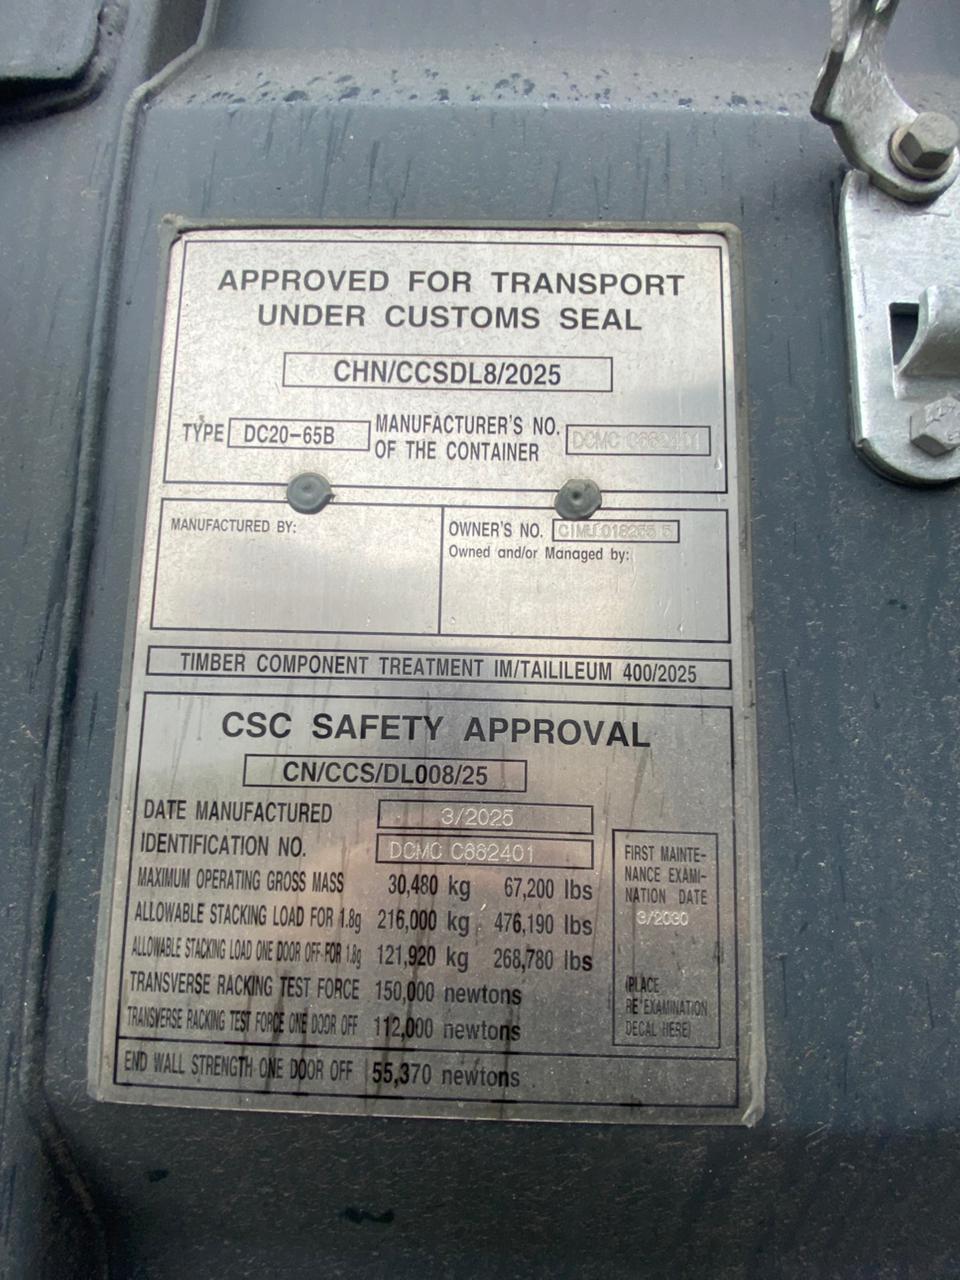 APPROVED FOR TRANSPORT
UNDER CUSTOMS SEAL
CHN/CCSDL8/2025
TYPE DC20-65B MANUFACTURER'S NO. OF THE CONTAINER DCMC C662401
MANUFACTURED BY:
OWNER'S NO.
Owned and/or Managed by:
TIMBER COMPONENT TREATMENT IM/TAILILEUM 400/2025
CSC SAFETY APPROVAL
CN/CCS/DL008/25
DATE MANUFACTURED 3/2025
IDENTIFICATION NO. DCMC C662401
MAXIMUM OPERATING GROSS MASS 30,480 kg 67,200 lbs
ALLOWABLE STACKING LOAD FOR 1.8g 216,000 kg 476,190 lbs
ALLOWABLE STACKING LOAD ONE DOOR OFF FOR 1.8g 121,920 kg 268,780 lbs
TRANSVERSE RACKING TEST FORCE 150,000 newtons
TRANSVERSE RACKING TEST FORCE ONE DOOR OFF 112,000 newtons
END WALL STRENGTH ONE DOOR OFF 55,370 newtons
FIRST MAINTE-
NANCE EXAMI-
NATION DATE
3/2030
(PLACE
RE'EXAMINATION
DECAL HERE)